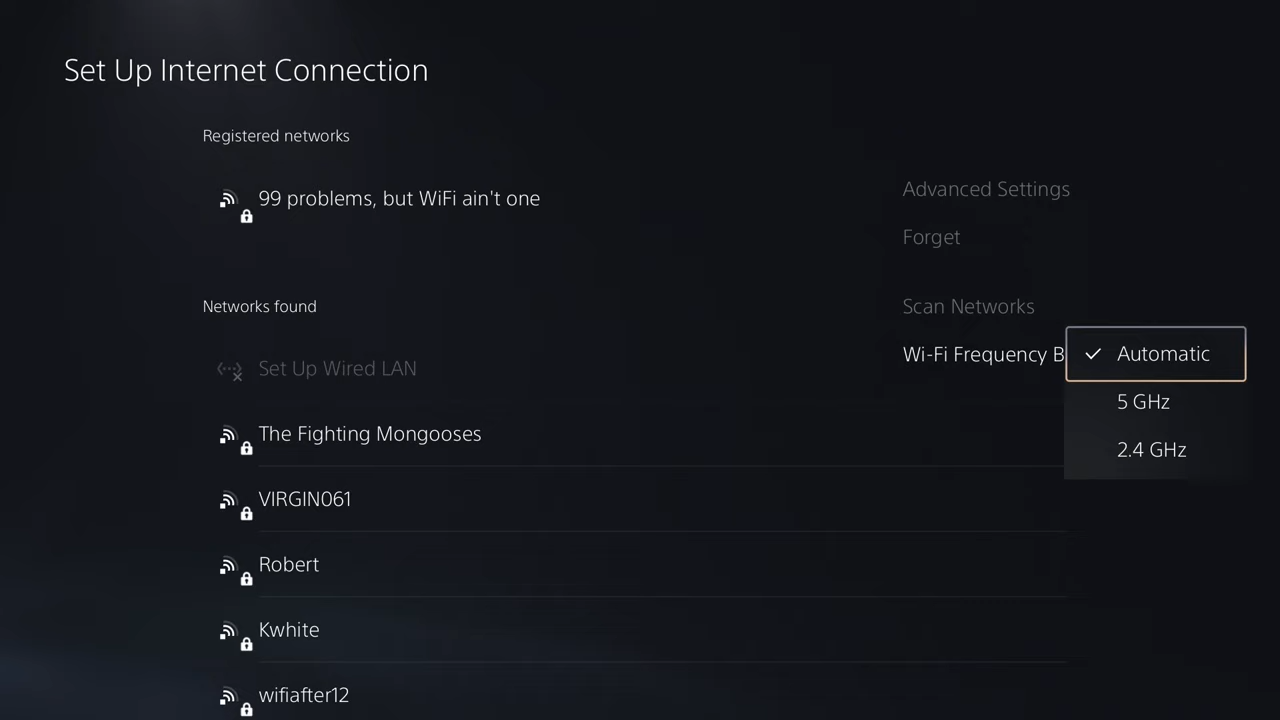 Set Up Internet Connection
Registered networks
99 problems, but WiFi ain't one
Advanced Settings
Forget
Networks found
Scan Networks
Wi-Fi Frequency B
Automatic
5 GHz
2.4 GHz
Set Up Wired LAN
The Fighting Mongooses
VIRGIN061
Robert
Kwhite
wifiafter12